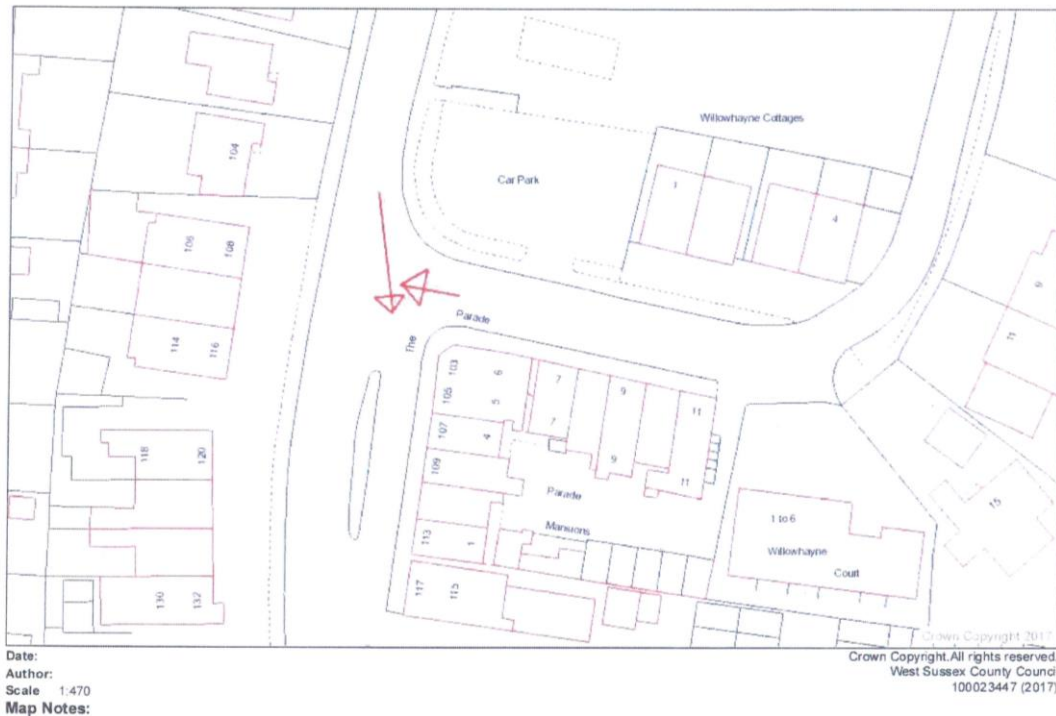 Willowhayne Cottages
104
Car Park
1
4
106
108
9
11
114
116
The
Parade
103
105
107
109
113
117
115
6
5
4
1
7
7
9
9
11
11
Parade
Mansions
118
120
130
132
15
1 to 6
Willowhayne
Court
Crown Copyright 2017
Date:
Author:
Scale 1:470
Map Notes:
Crown Copyright.All rights reserved.
West Sussex County Counci
100023447 (2017)